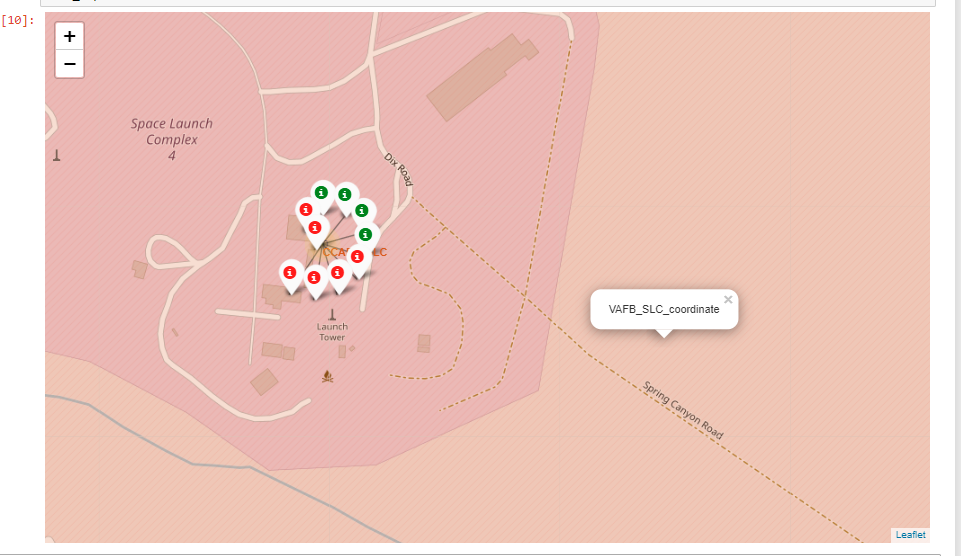 [10]:
+
−
Space Launch
Complex
4
Dix Road
Launch
Tower
VAFB_SLC_coordinate
×
Spring Canyon Road
Leaflet